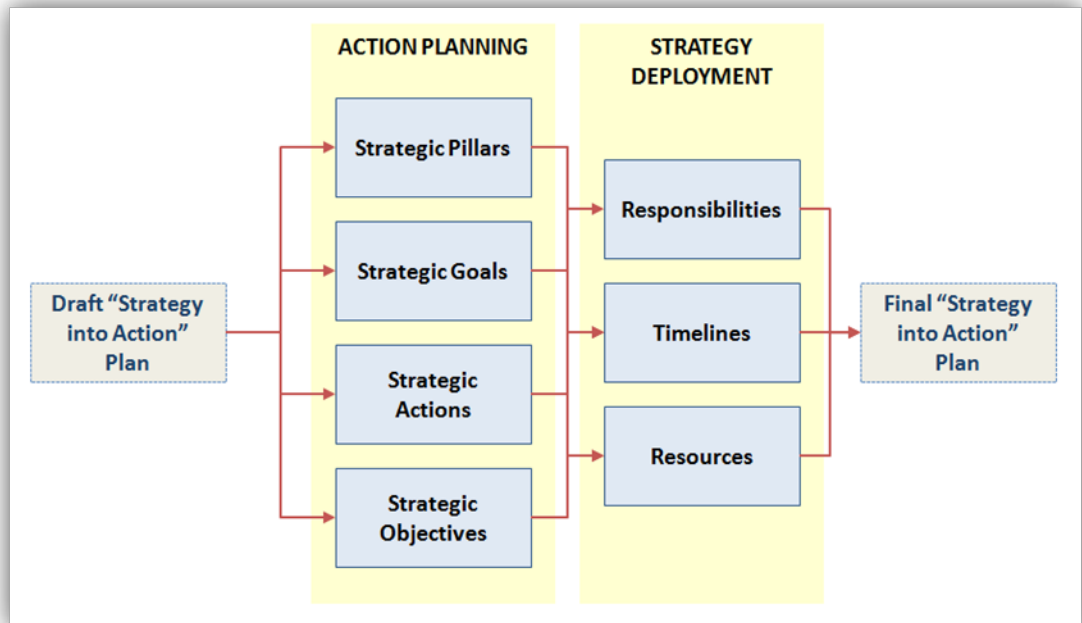 ACTION PLANNING
STRATEGY
DEPLOYMENT
Strategic Pillars
Strategic Goals
Strategic
Actions
Strategic
Objectives
Responsibilities
Timelines
Resources
Draft “Strategy
into Action”
Plan
Final “Strategy
into Action”
Plan